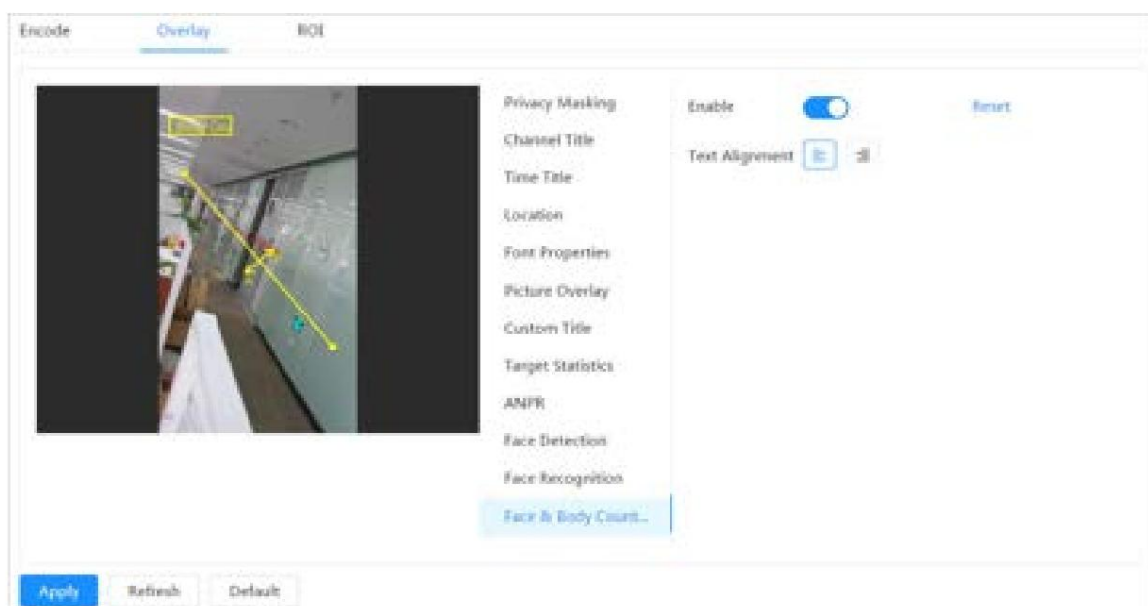 Encode Overlay ROI
Privacy Masking
Enable
Reset
Channel Title
Text Alignment
Time Title
Location
Font Properties
Picture Overlay
Custom Title
Target Statistics
ANPR
Face Detection
Face Recognition
Face & Body Count...
Apply Refresh Default